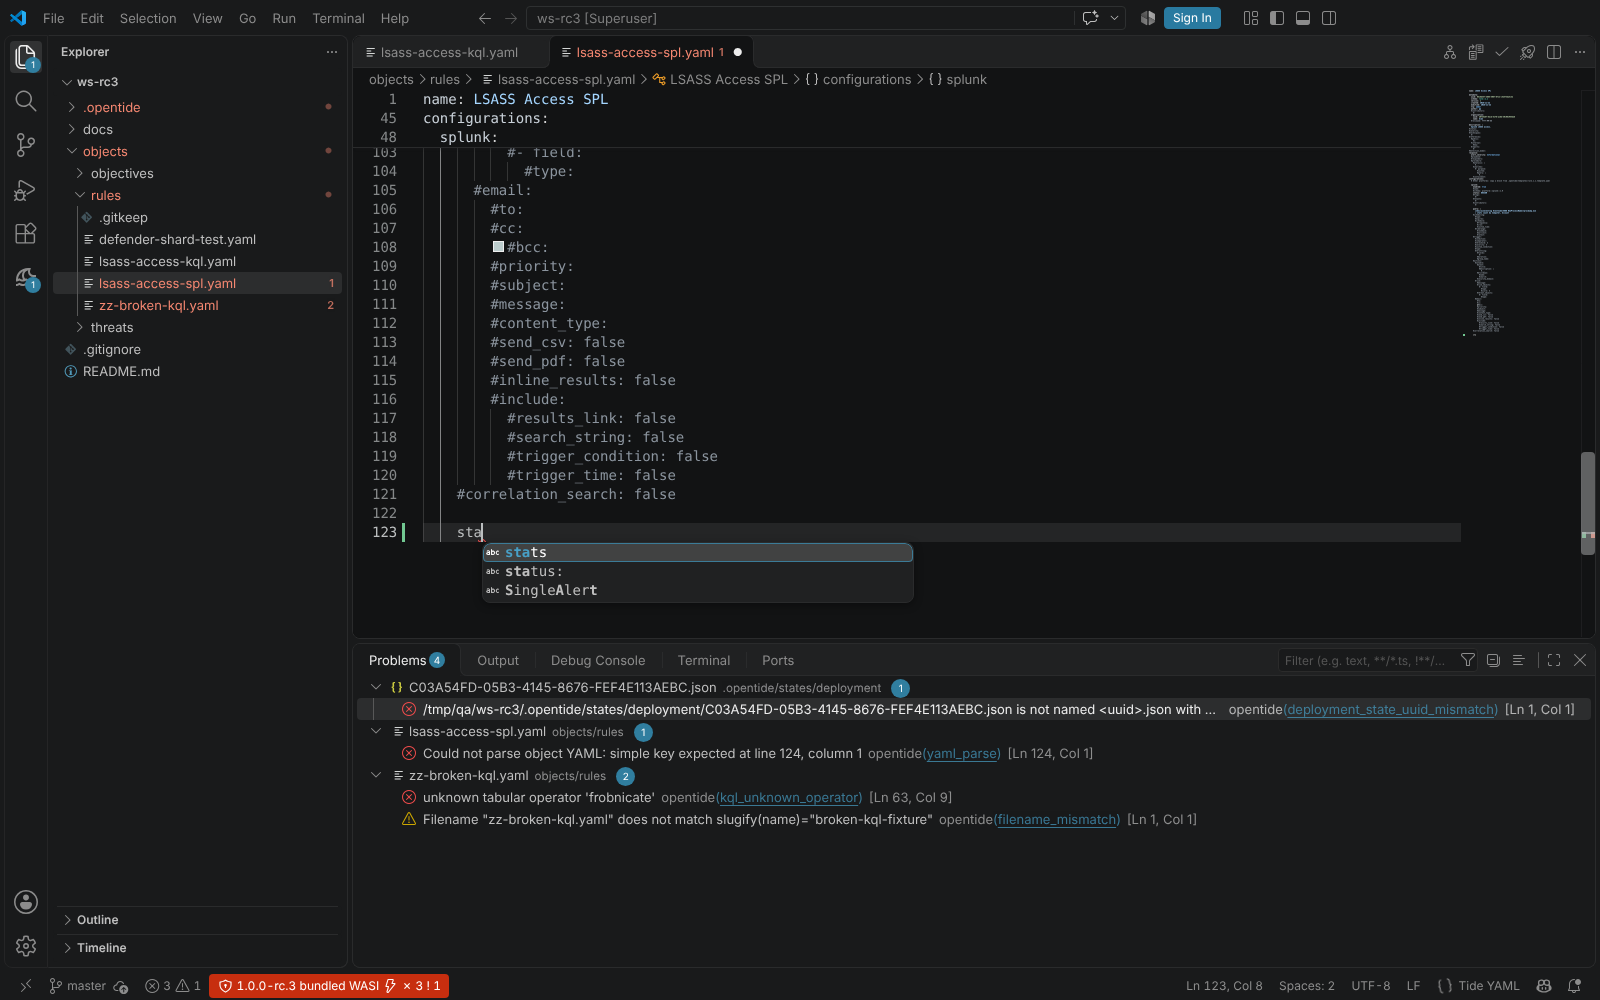 File Edit Selection View Go Run Terminal Help
ws-rc3 [Superuser]
Sign In
Explorer
ws-rc3
.opentide
docs
objects
objectives
rules
.gitkeep
defender-shard-test.yaml
lsass-access-kql.yaml
lsass-access-spl.yaml 1
zz-broken-kql.yaml 2
threats
.gitignore
README.md
Outline
Timeline
1
1
lsass-access-kql.yaml
lsass-access-spl.yaml 1
objects > rules > lsass-access-spl.yaml > LSASS Access SPL > {} configurations > {} splunk
1 name: LSASS Access SPL
45 configurations:
48 splunk:
103 #- field:
104 #type:
105 #email:
106 #to:
107 #cc:
108 #bcc:
109 #priority:
110 #subject:
111 #message:
112 #content_type:
113 #send_csv: false
114 #send_pdf: false
115 #inline_results: false
116 #include:
117 #results_link: false
118 #search_string: false
119 #trigger_condition: false
120 #trigger_time: false
121 #correlation_search: false
122
123 sta
abc stats
abc status:
abc SingleAlert
Problems 4 Output Debug Console Terminal Ports
Filter (e.g. text, **/*.ts, !**/...
{} C03A54FD-05B3-4145-8676-FEF4E113AEBC.json .opentide/states/deployment 1
/tmp/qa/ws-rc3/.opentide/states/deployment/C03A54FD-05B3-4145-8676-FEF4E113AEBC.json is not named <uuid>.json with ... opentide(deployment_state_uuid_mismatch) [Ln 1, Col 1]
lsass-access-spl.yaml objects/rules 1
Could not parse object YAML: simple key expected at line 124, column 1 opentide(yaml_parse) [Ln 124, Col 1]
zz-broken-kql.yaml objects/rules 2
unknown tabular operator 'frobnicate' opentide(kql_unknown_operator) [Ln 63, Col 9]
Filename "zz-broken-kql.yaml" does not match slugify(name)="broken-kql-fixture" opentide(filename_mismatch) [Ln 1, Col 1]
master 3 1 1.0.0-rc.3 bundled WASI × 3 ! 1 Ln 123, Col 8 Spaces: 2 UTF-8 LF {} Tide YAML